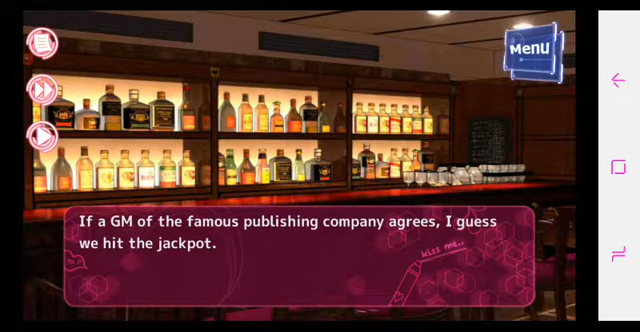 MENU
If a GM of the famous publishing company agrees, I guess
we hit the jackpot.
kiss me..